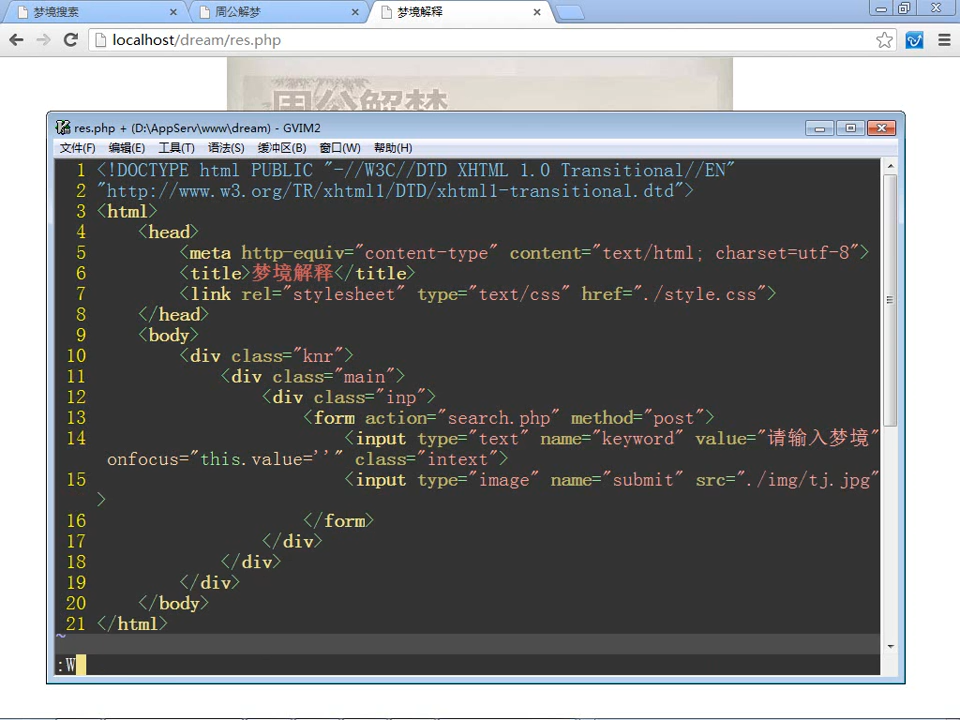 梦境搜索
周公解梦
梦境解释
localhost/dream/res.php
周公解梦
res.php + (D:\AppServ\www\dream) - GVIM2
文件(F) 编辑(E) 工具(T) 语法(S) 缓冲区(B) 窗口(W) 帮助(H)
1 <!DOCTYPE html PUBLIC "-//W3C//DTD XHTML 1.0 Transitional//EN"
2 "http://www.w3.org/TR/xhtml1/DTD/xhtml1-transitional.dtd">
3 <html>
4 <head>
5 <meta http-equiv="content-type" content="text/html; charset=utf-8">
6 <title>梦境解释</title>
7 <link rel="stylesheet" type="text/css" href="./style.css">
8 </head>
9 <body>
10 <div class="knr">
11 <div class="main">
12 <div class="inp">
13 <form action="search.php" method="post">
14 <input type="text" name="keyword" value="请输入梦境"
onfocus="this.value=''" class="intext">
15 <input type="image" name="submit" src="./img/tj.jpg"
>
16 </form>
17 </div>
18 </div>
19 </div>
20 </body>
21 </html>
~
:W